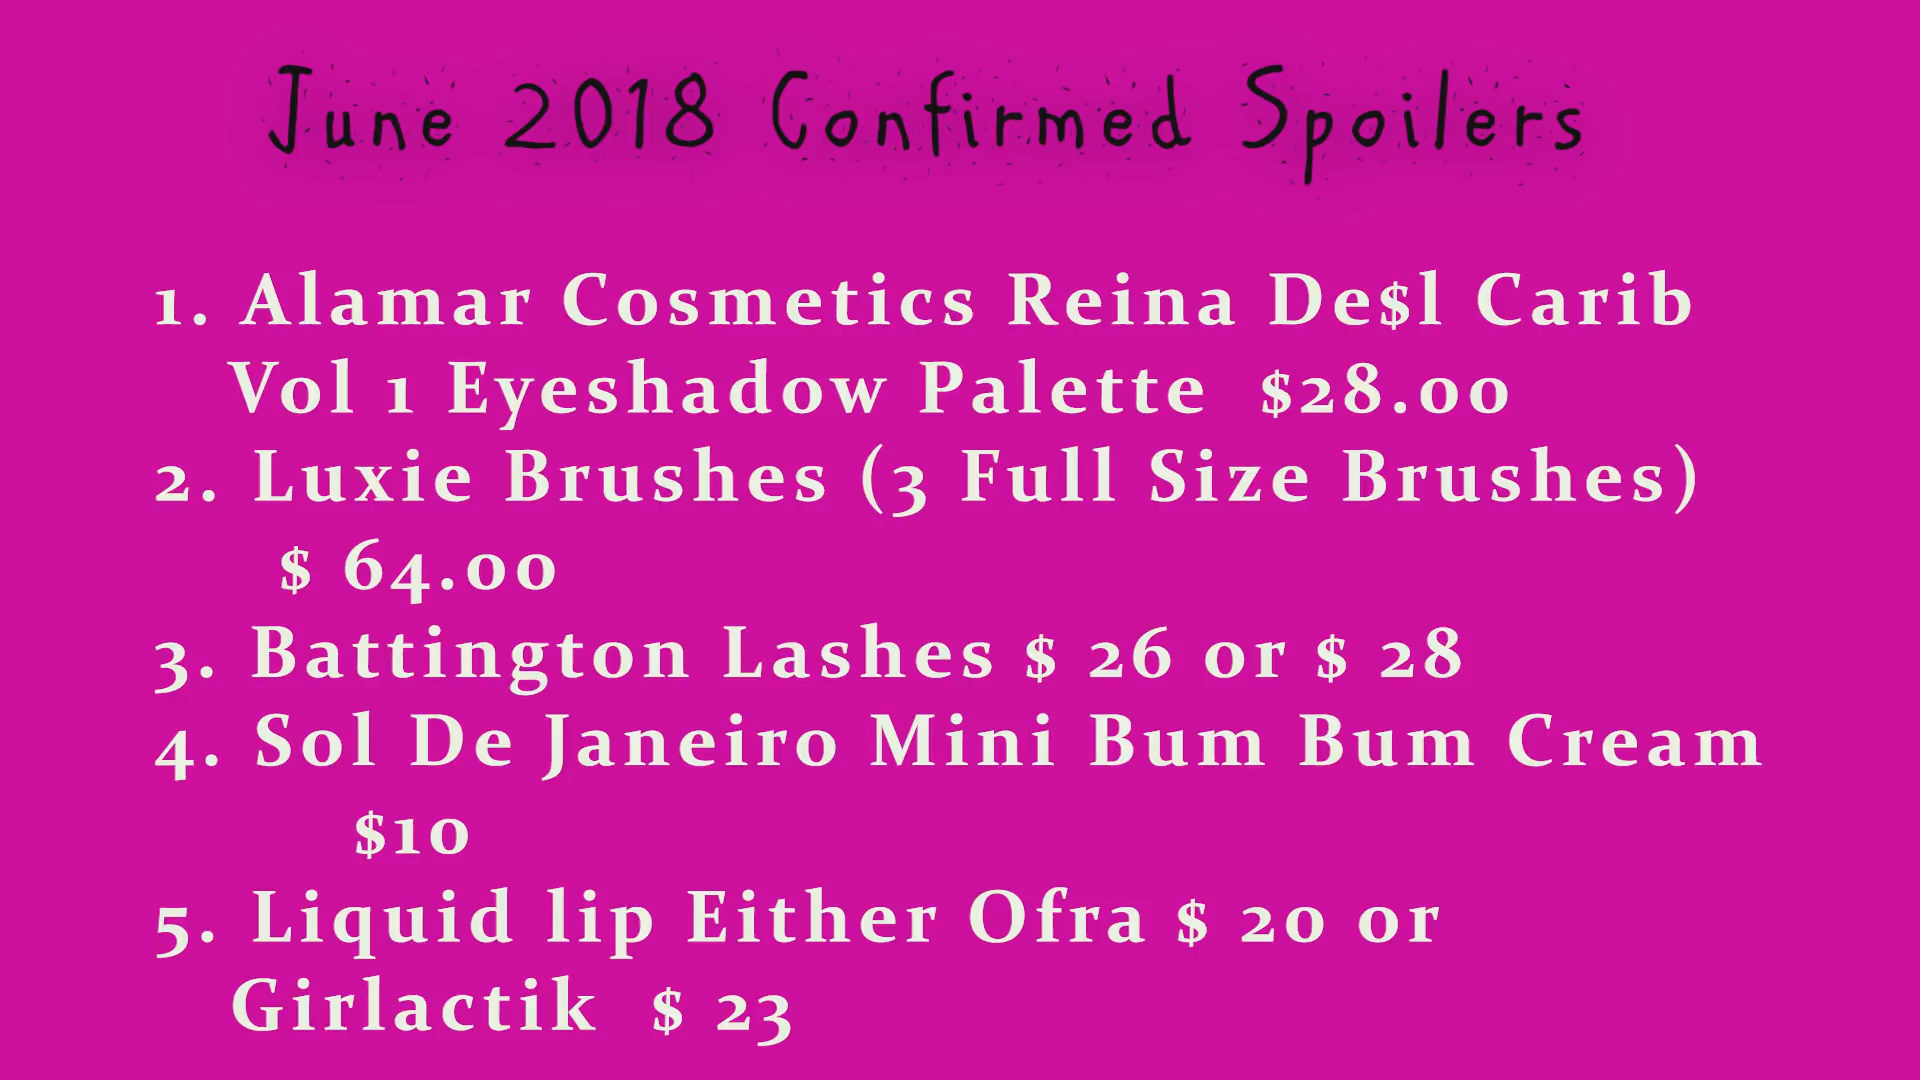 June 2018 Confirmed Spoilers
1. Alamar Cosmetics Reina De$l Carib
Vol 1 Eyeshadow Palette $28.00
2. Luxie Brushes (3 Full Size Brushes)
$ 64.00
3. Battington Lashes $ 26 or $ 28
4. Sol De Janeiro Mini Bum Bum Cream
$10
5. Liquid lip Either Ofra $ 20 or
Girlactik $ 23